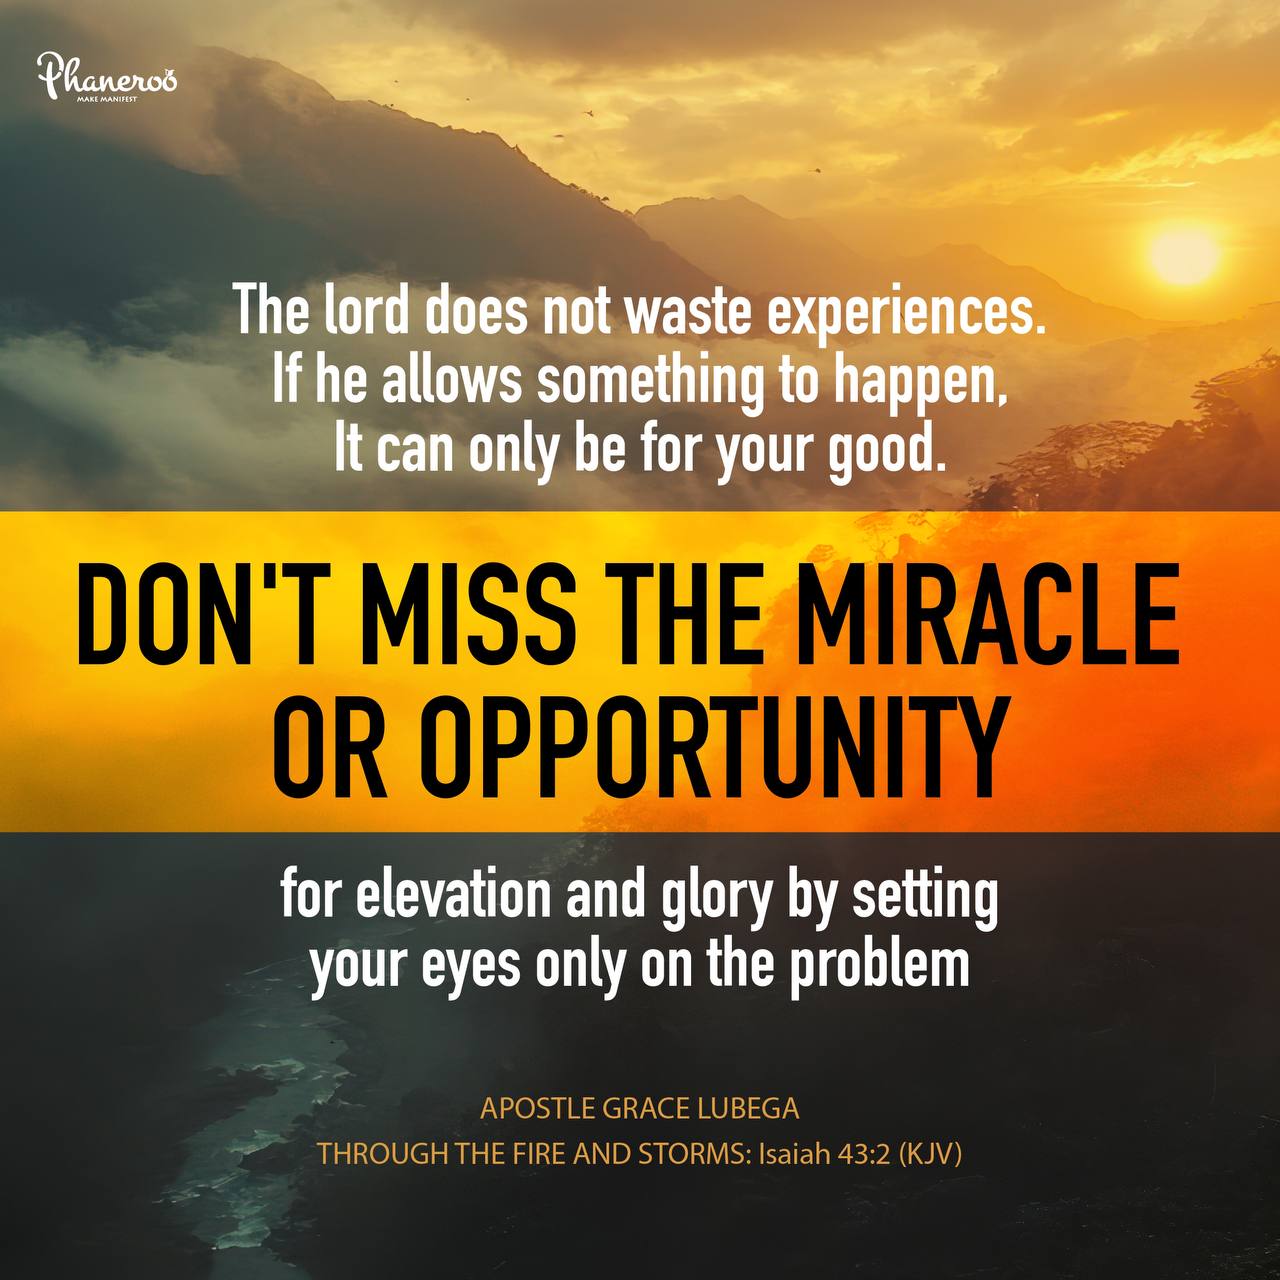 Phaneroo
MAKE MANIFEST
The lord does not waste experiences.
If he allows something to happen,
It can only be for your good.
DON'T MISS THE MIRACLE
OR OPPORTUNITY
for elevation and glory by setting
your eyes only on the problem
APOSTLE GRACE LUBEGA
THROUGH THE FIRE AND STORMS: Isaiah 43:2 (KJV)